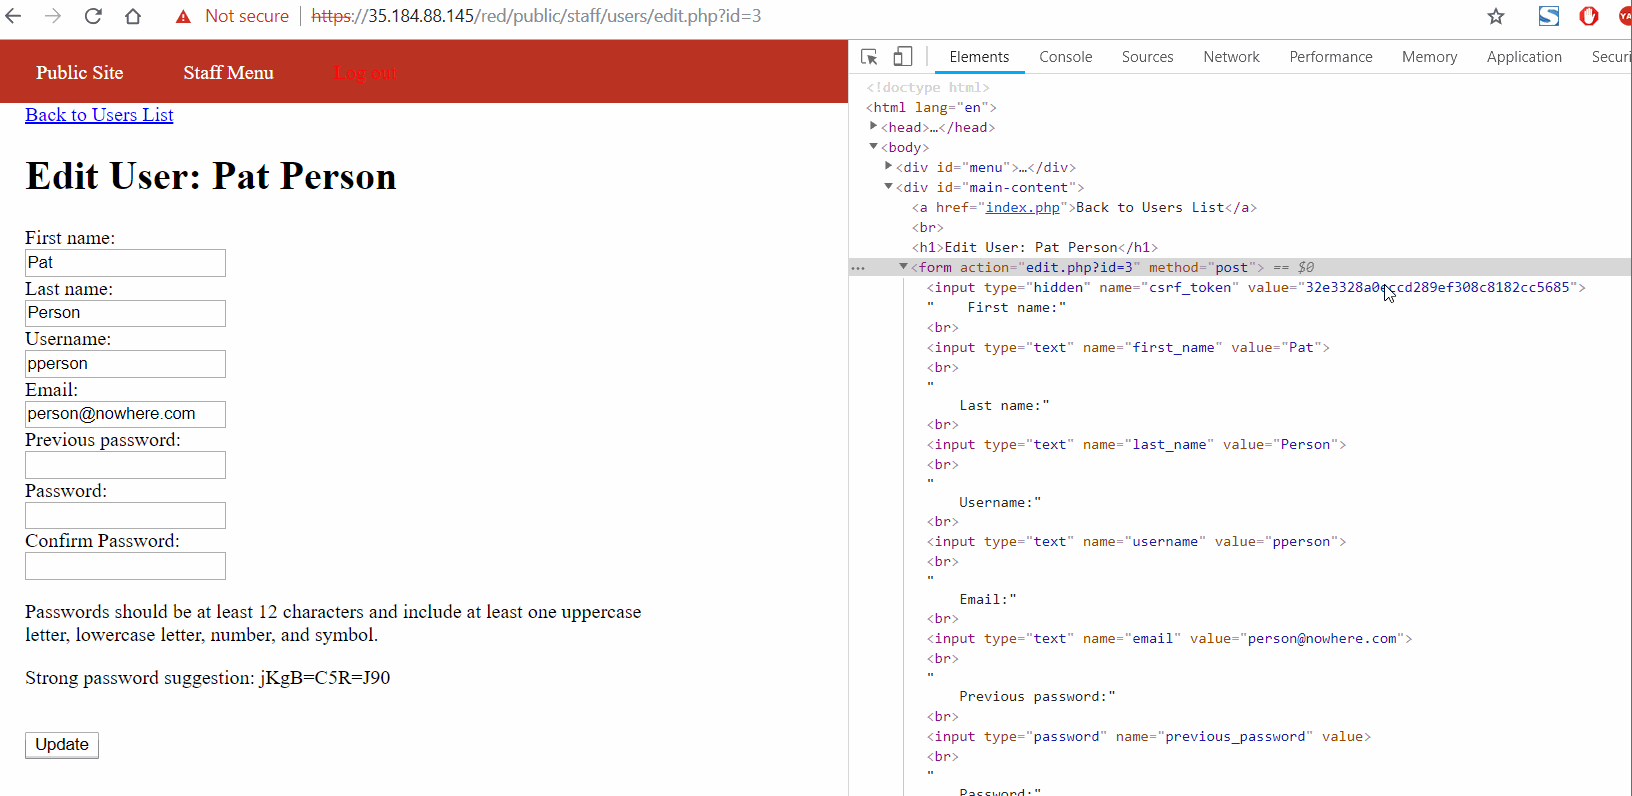 Not secure https://35.184.88.145/red/public/staff/users/edit.php?id=3
Public Site Staff Menu Log out
Back to Users List
Edit User: Pat Person
First name:
Pat
Last name:
Person
Username:
pperson
Email:
person@nowhere.com
Previous password:
Password:
Confirm Password:
Passwords should be at least 12 characters and include at least one uppercase
letter, lowercase letter, number, and symbol.
Strong password suggestion: jKgB=C5R=J90
Update
Elements Console Sources Network Performance Memory Application Securi
<!doctype html>
<html lang="en">
<head>…</head>
<body>
<div id="menu">…</div>
<div id="main-content">
<a href="index.php">Back to Users List</a>
<br>
<h1>Edit User: Pat Person</h1>
<form action="edit.php?id=3" method="post"> == $0
<input type="hidden" name="csrf_token" value=
" First name:"
<br>
<input type="text" name="first_name" value="Pat">
<br>
"
Last name:"
<br>
<input type="text" name="last_name" value="Person">
<br>
"
Username:"
<br>
<input type="text" name="username" value="pperson">
<br>
"
Email:"
<br>
<input type="text" name="email" value="person@nowhere.com">
<br>
"
Previous password:"
<br>
<input type="password" name="previous_password" value>
<br>
"
Password:"